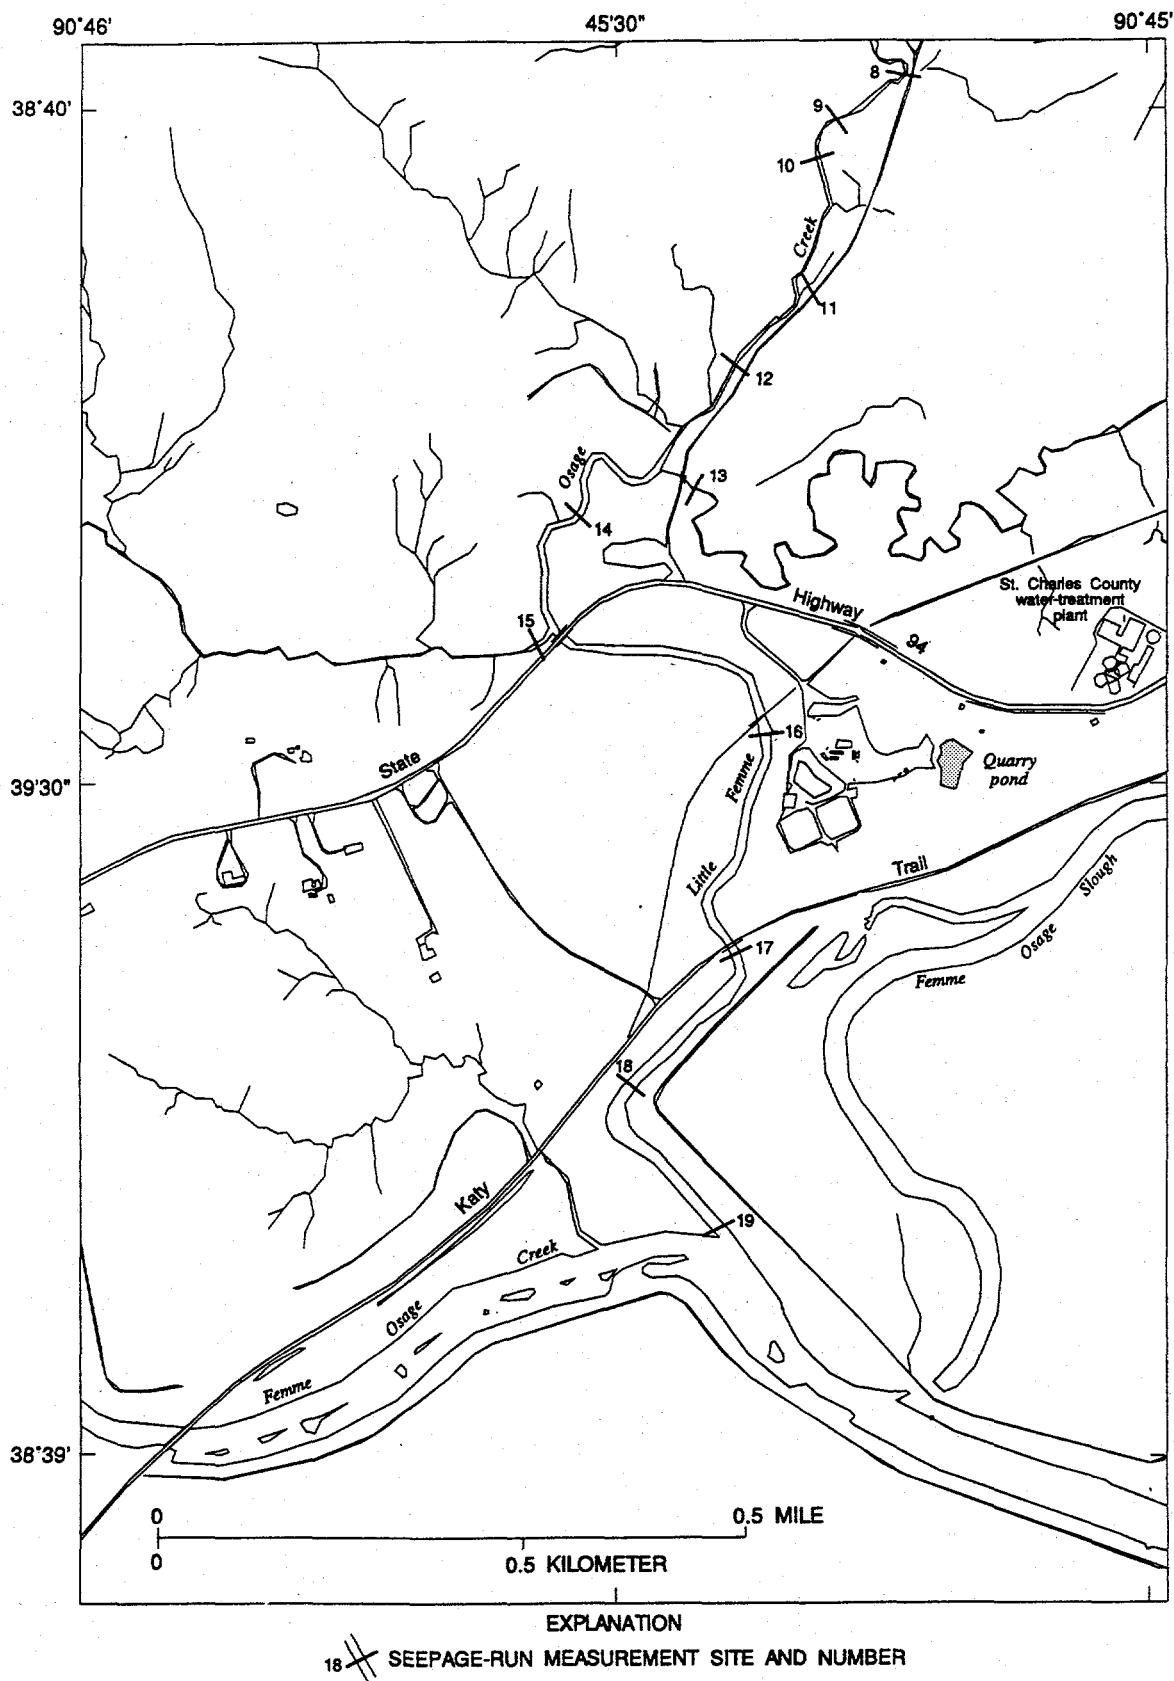 90°46'
45'30"
90°45'
38°40'
8
9
10
Creek
11
12
13
Osage
14
St. Charles County
water-treatment
plant
Highway
94
15
16
State
Femme
Quarry
pond
39'30"
Little
Trail
Slough
Osage
Femme
17
18
Katy
19
Creek
Osage
Femme
38°39'
0
0.5 MILE
0
0.5 KILOMETER
EXPLANATION
18 SEEPAGE-RUN MEASUREMENT SITE AND NUMBER